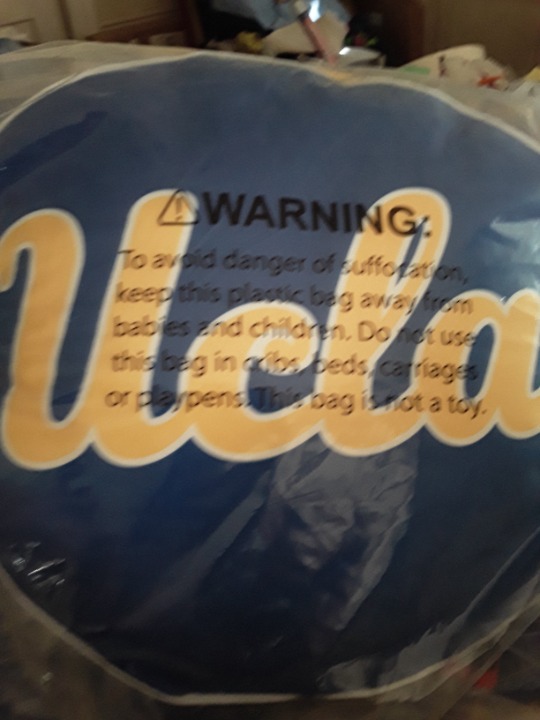 ⚠WARNING:
To avoid danger of suffocation,
keep this plastic bag away from
babies and children. Do not use
this bag in cribs, beds, carriages
or playpens. This bag is not a toy.
Ucla